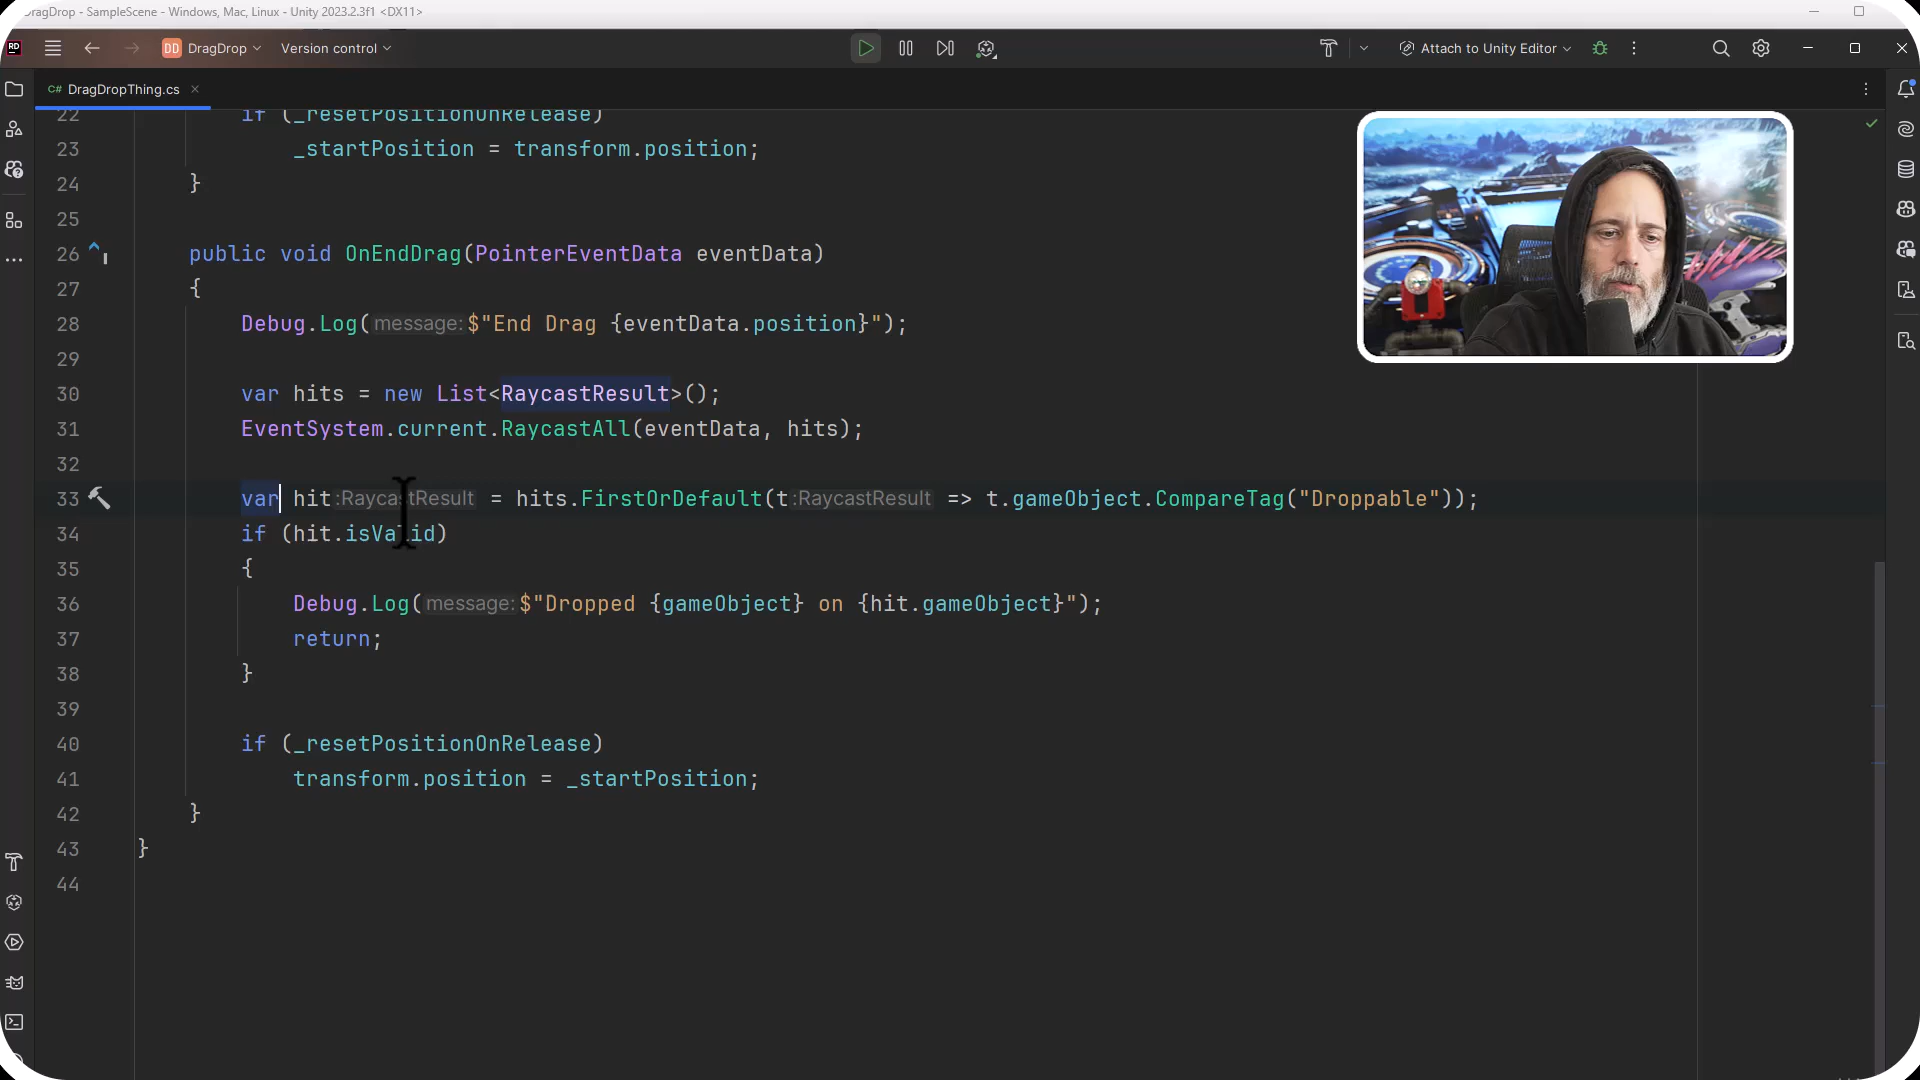 DragDrop - SampleScene - Windows, Mac, Linux - Unity 2023.2.3f1 <DX11>
RD
DD DragDrop
Version control
Attach to Unity Editor
C# DragDropThing.cs
22 if (_resetPositionOnRelease)
23 _startPosition = transform.position;
24 }
25
26 public void OnEndDrag(PointerEventData eventData)
27 {
28 Debug.Log(message:$"End Drag {eventData.position}");
29
30 var hits = new List<RaycastResult>();
31 EventSystem.current.RaycastAll(eventData, hits);
32
33 var hit:RaycastResult = hits.FirstOrDefault(t:RaycastResult => t.gameObject.CompareTag("Droppable"));
34 if (hit.isValid)
35 {
36 Debug.Log(message:$"Dropped {gameObject} on {hit.gameObject}");
37 return;
38 }
39
40 if (_resetPositionOnRelease)
41 transform.position = _startPosition;
42 }
43 }
44